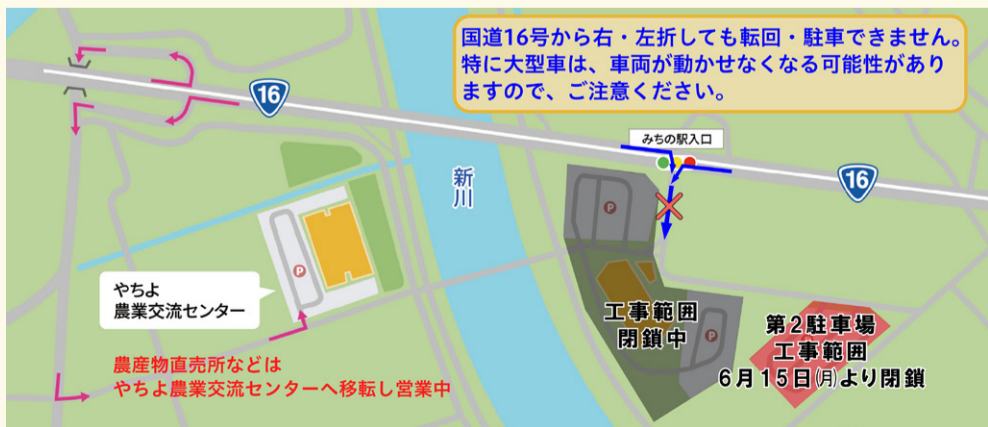 国道16号から右・左折しても転回・駐車できません。
特に大型車は、車両が動かせなくなる可能性があり
ますので、ご注意ください。
16
みちの駅入口
16
新川
P
P
やちよ
農業交流センター
工事範囲
閉鎖中
P
第2駐車場
工事範囲
6月15日(月)より閉鎖
農産物直売所などは
やちよ農業交流センターへ移転し営業中